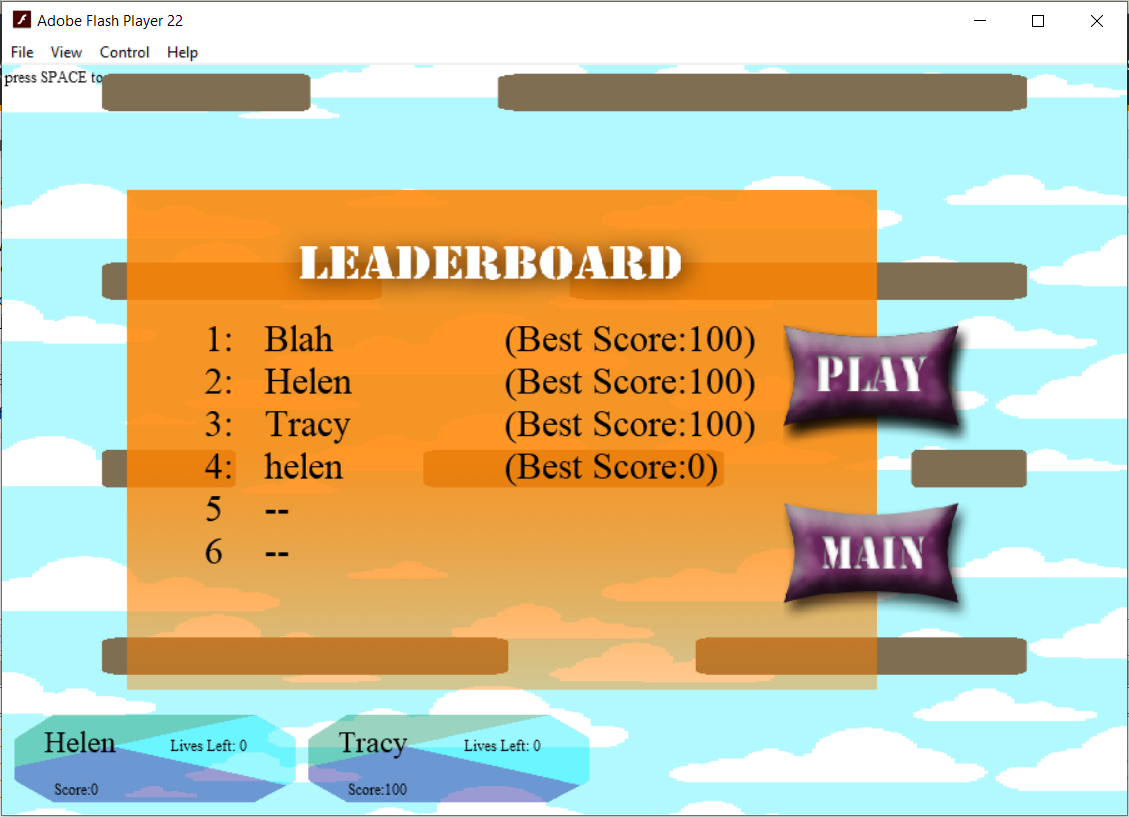 Adobe Flash Player 22
File View Control Help
press SPACE to
LEADERBOARD
1: Blah (Best Score:100)
2: Helen (Best Score:100)
3: Tracy (Best Score:100)
4: helen (Best Score:0)
5 --
6 --
PLAY
MAIN
Helen Lives Left: 0
Score:0
Tracy Lives Left: 0
Score:100